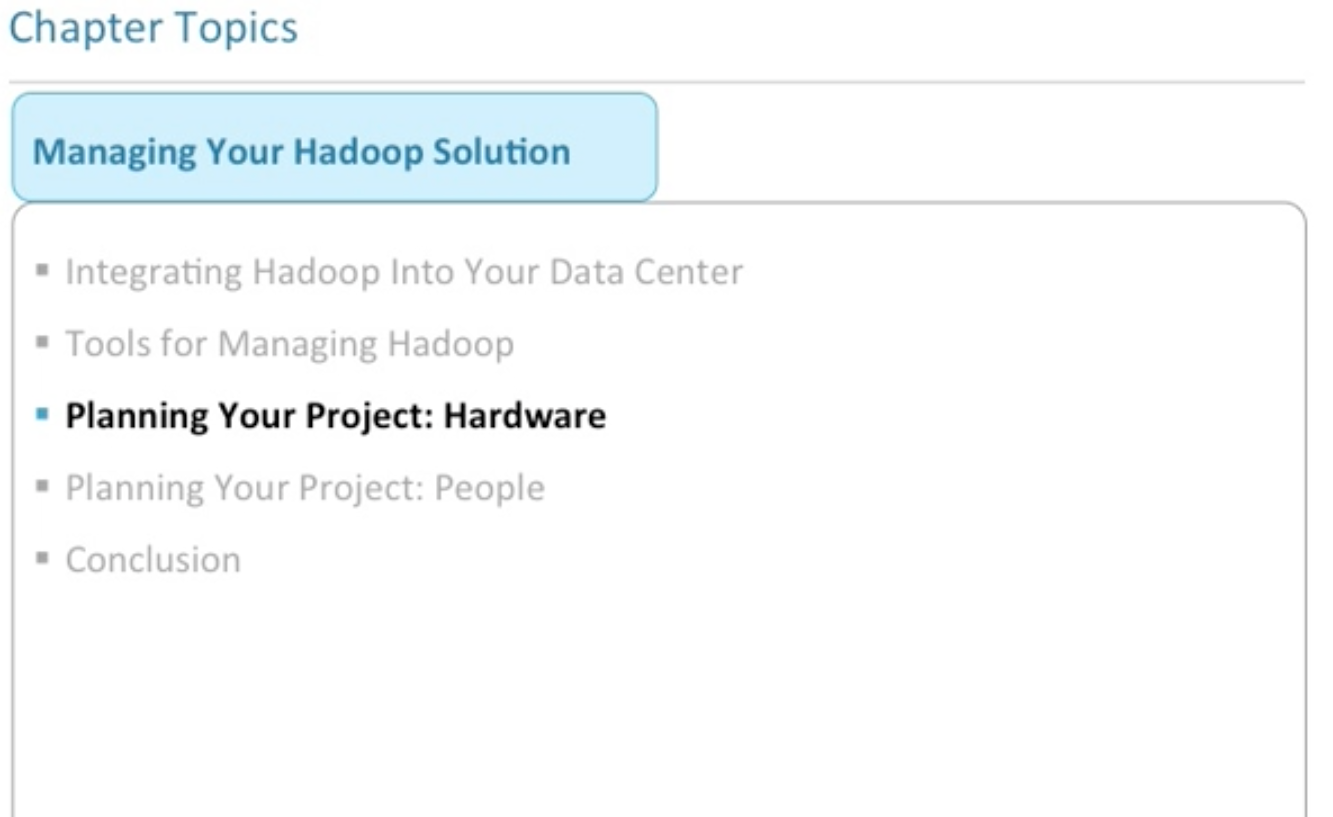 Chapter Topics
Managing Your Hadoop Solution
Integrating Hadoop Into Your Data Center
Tools for Managing Hadoop
Planning Your Project: Hardware
Planning Your Project: People
Conclusion